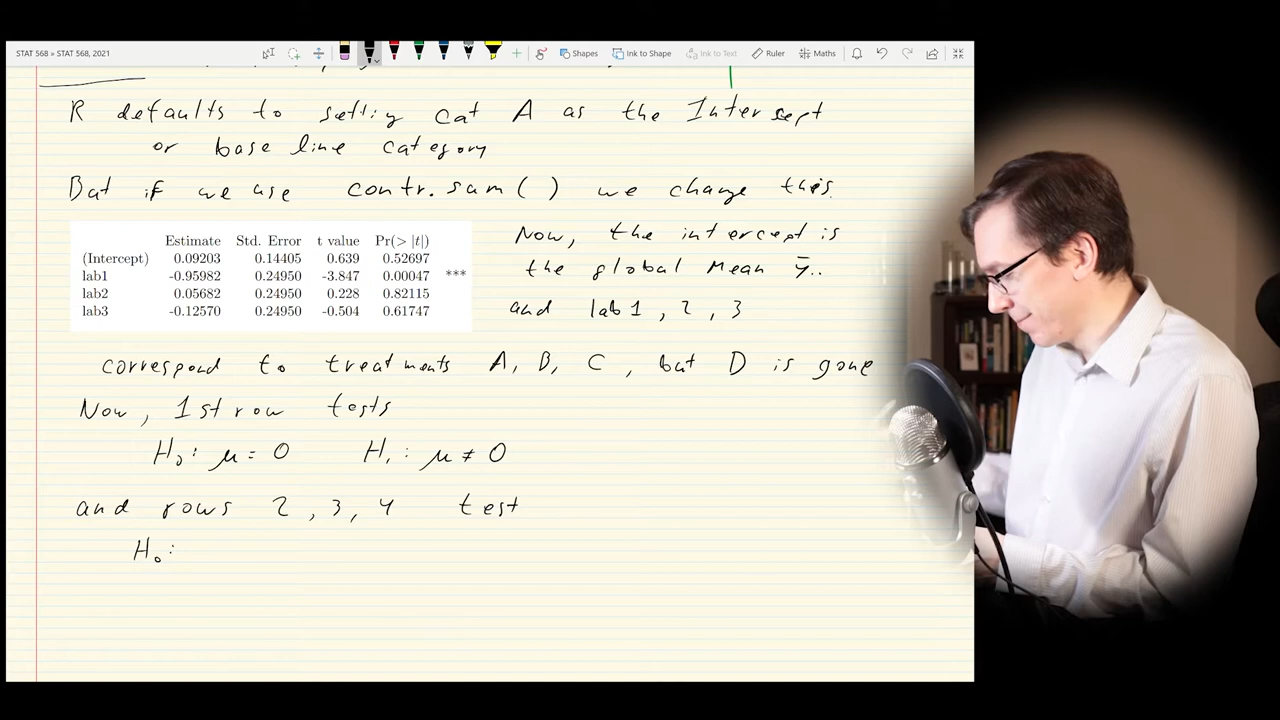 STAT 568 » STAT 568, 2021
Shapes
Ink to Shape
Ink to Text
Ruler
Maths
R defaults to setting cat A as the Intercept
or base line category
But if we use contr.sum( ) we change this.
Estimate Std. Error t value Pr(> |t|)
(Intercept) 0.09203 0.14405 0.639 0.52697
lab1 -0.95982 0.24950 -3.847 0.00047 ***
lab2 0.05682 0.24950 0.228 0.82115
lab3 -0.12570 0.24950 -0.504 0.61747
Now, the intercept is
the global Mean ȳ..
and lab 1, 2, 3
correspond to treatments A, B, C, but D is gone
Now, 1st row tests
H₀: μ = 0 H₁: μ ≠ 0
and rows 2, 3, 4 test
H₀: